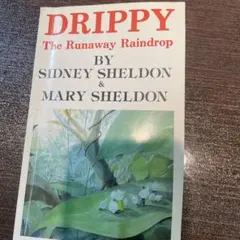 DRIPPY
The Runaway Raindrop
BY
SIDNEY SHELDON
&
MARY SHELDON